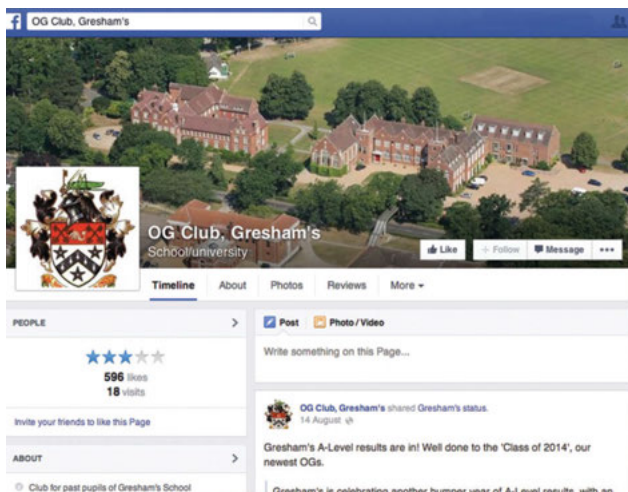 OG Club, Gresham's
OG Club, Gresham's
School/university
Like
Follow
Message
Timeline
About
Photos
Reviews
More
PEOPLE
596 likes
18 visits
Invite your friends to like this Page
ABOUT
Club for past pupils of Gresham's School
Post
Photo / Video
Write something on this Page...
OG Club, Gresham's shared Gresham's status.
14 August
Gresham's A-Level results are in! Well done to the 'Class of 2014', our
newest OGs.
Gresham's is celebrating another bumper year of A-Level results, with an